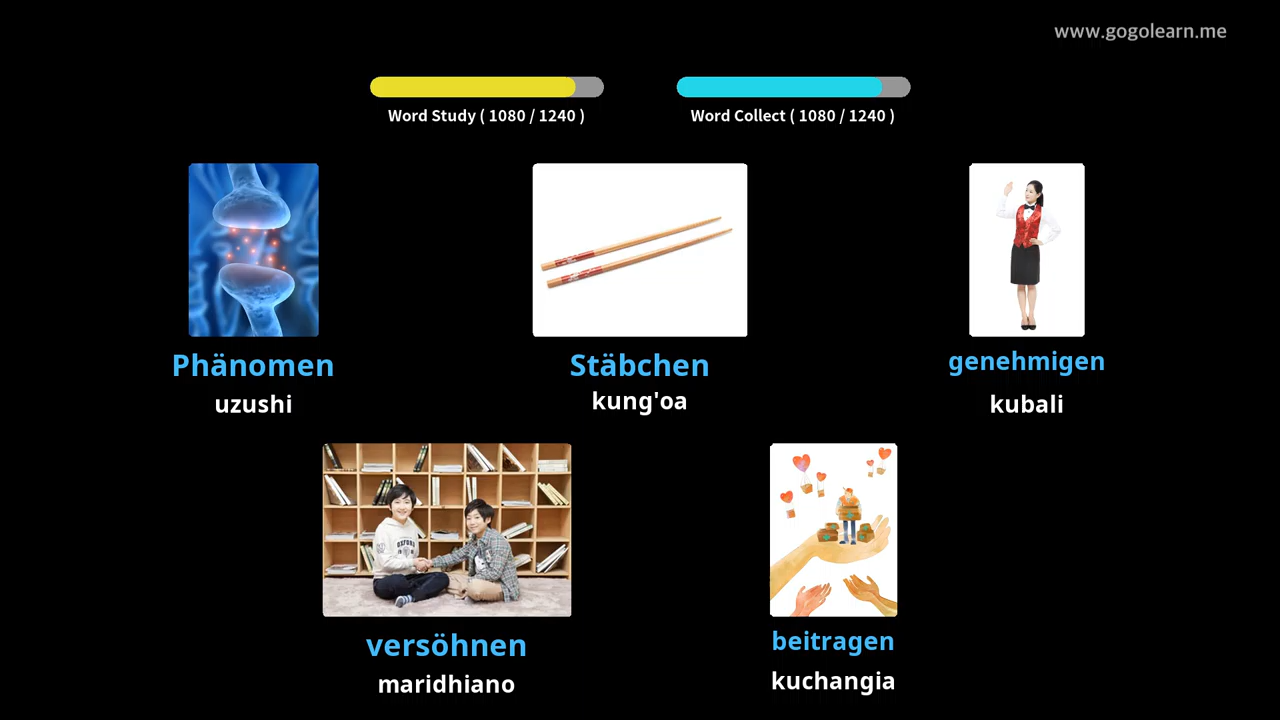 www.gogolearn.me
Word Study ( 1080 / 1240 )
Word Collect ( 1080 / 1240 )
Phänomen
uzushi
Stäbchen
kung'oa
genehmigen
kubali
OXFORD
versöhnen
maridhiano
beitragen
kuchangia